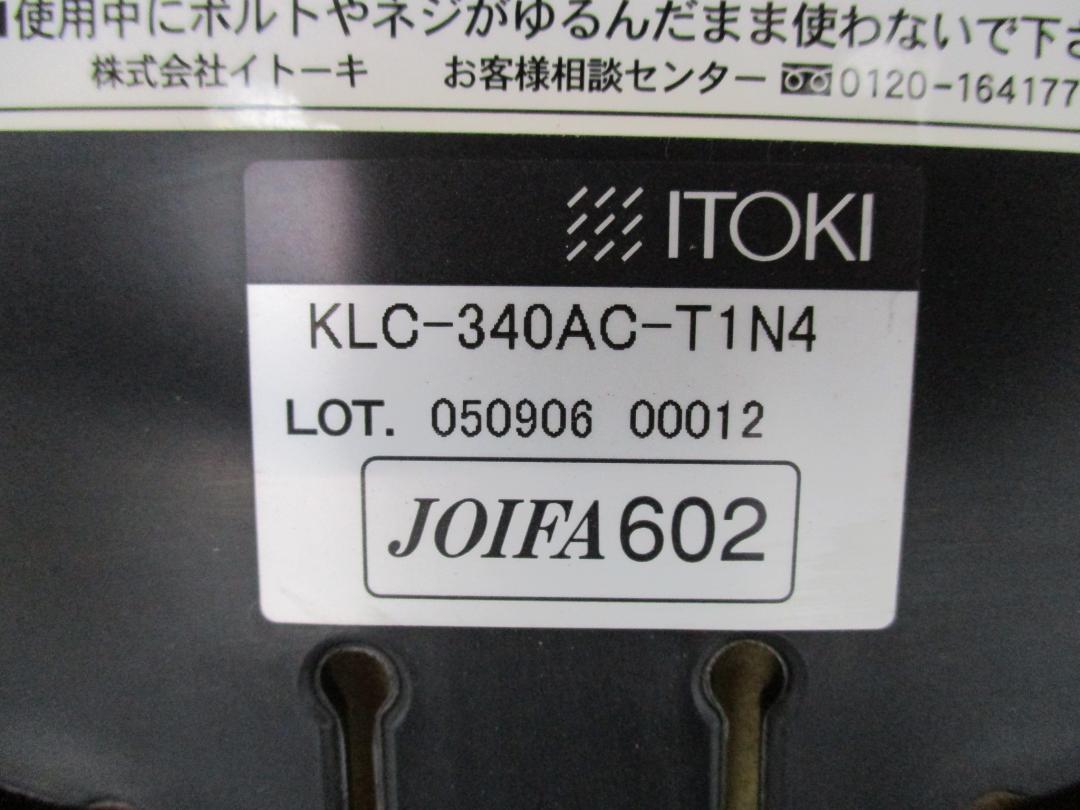 ■使用中にボルトやネジがゆるんだまま使わないで下さ
株式会社イトーキ お客様相談センター 0120-164177
ITOKI
KLC-340AC-T1N4
LOT. 050906 00012
JOIFA602